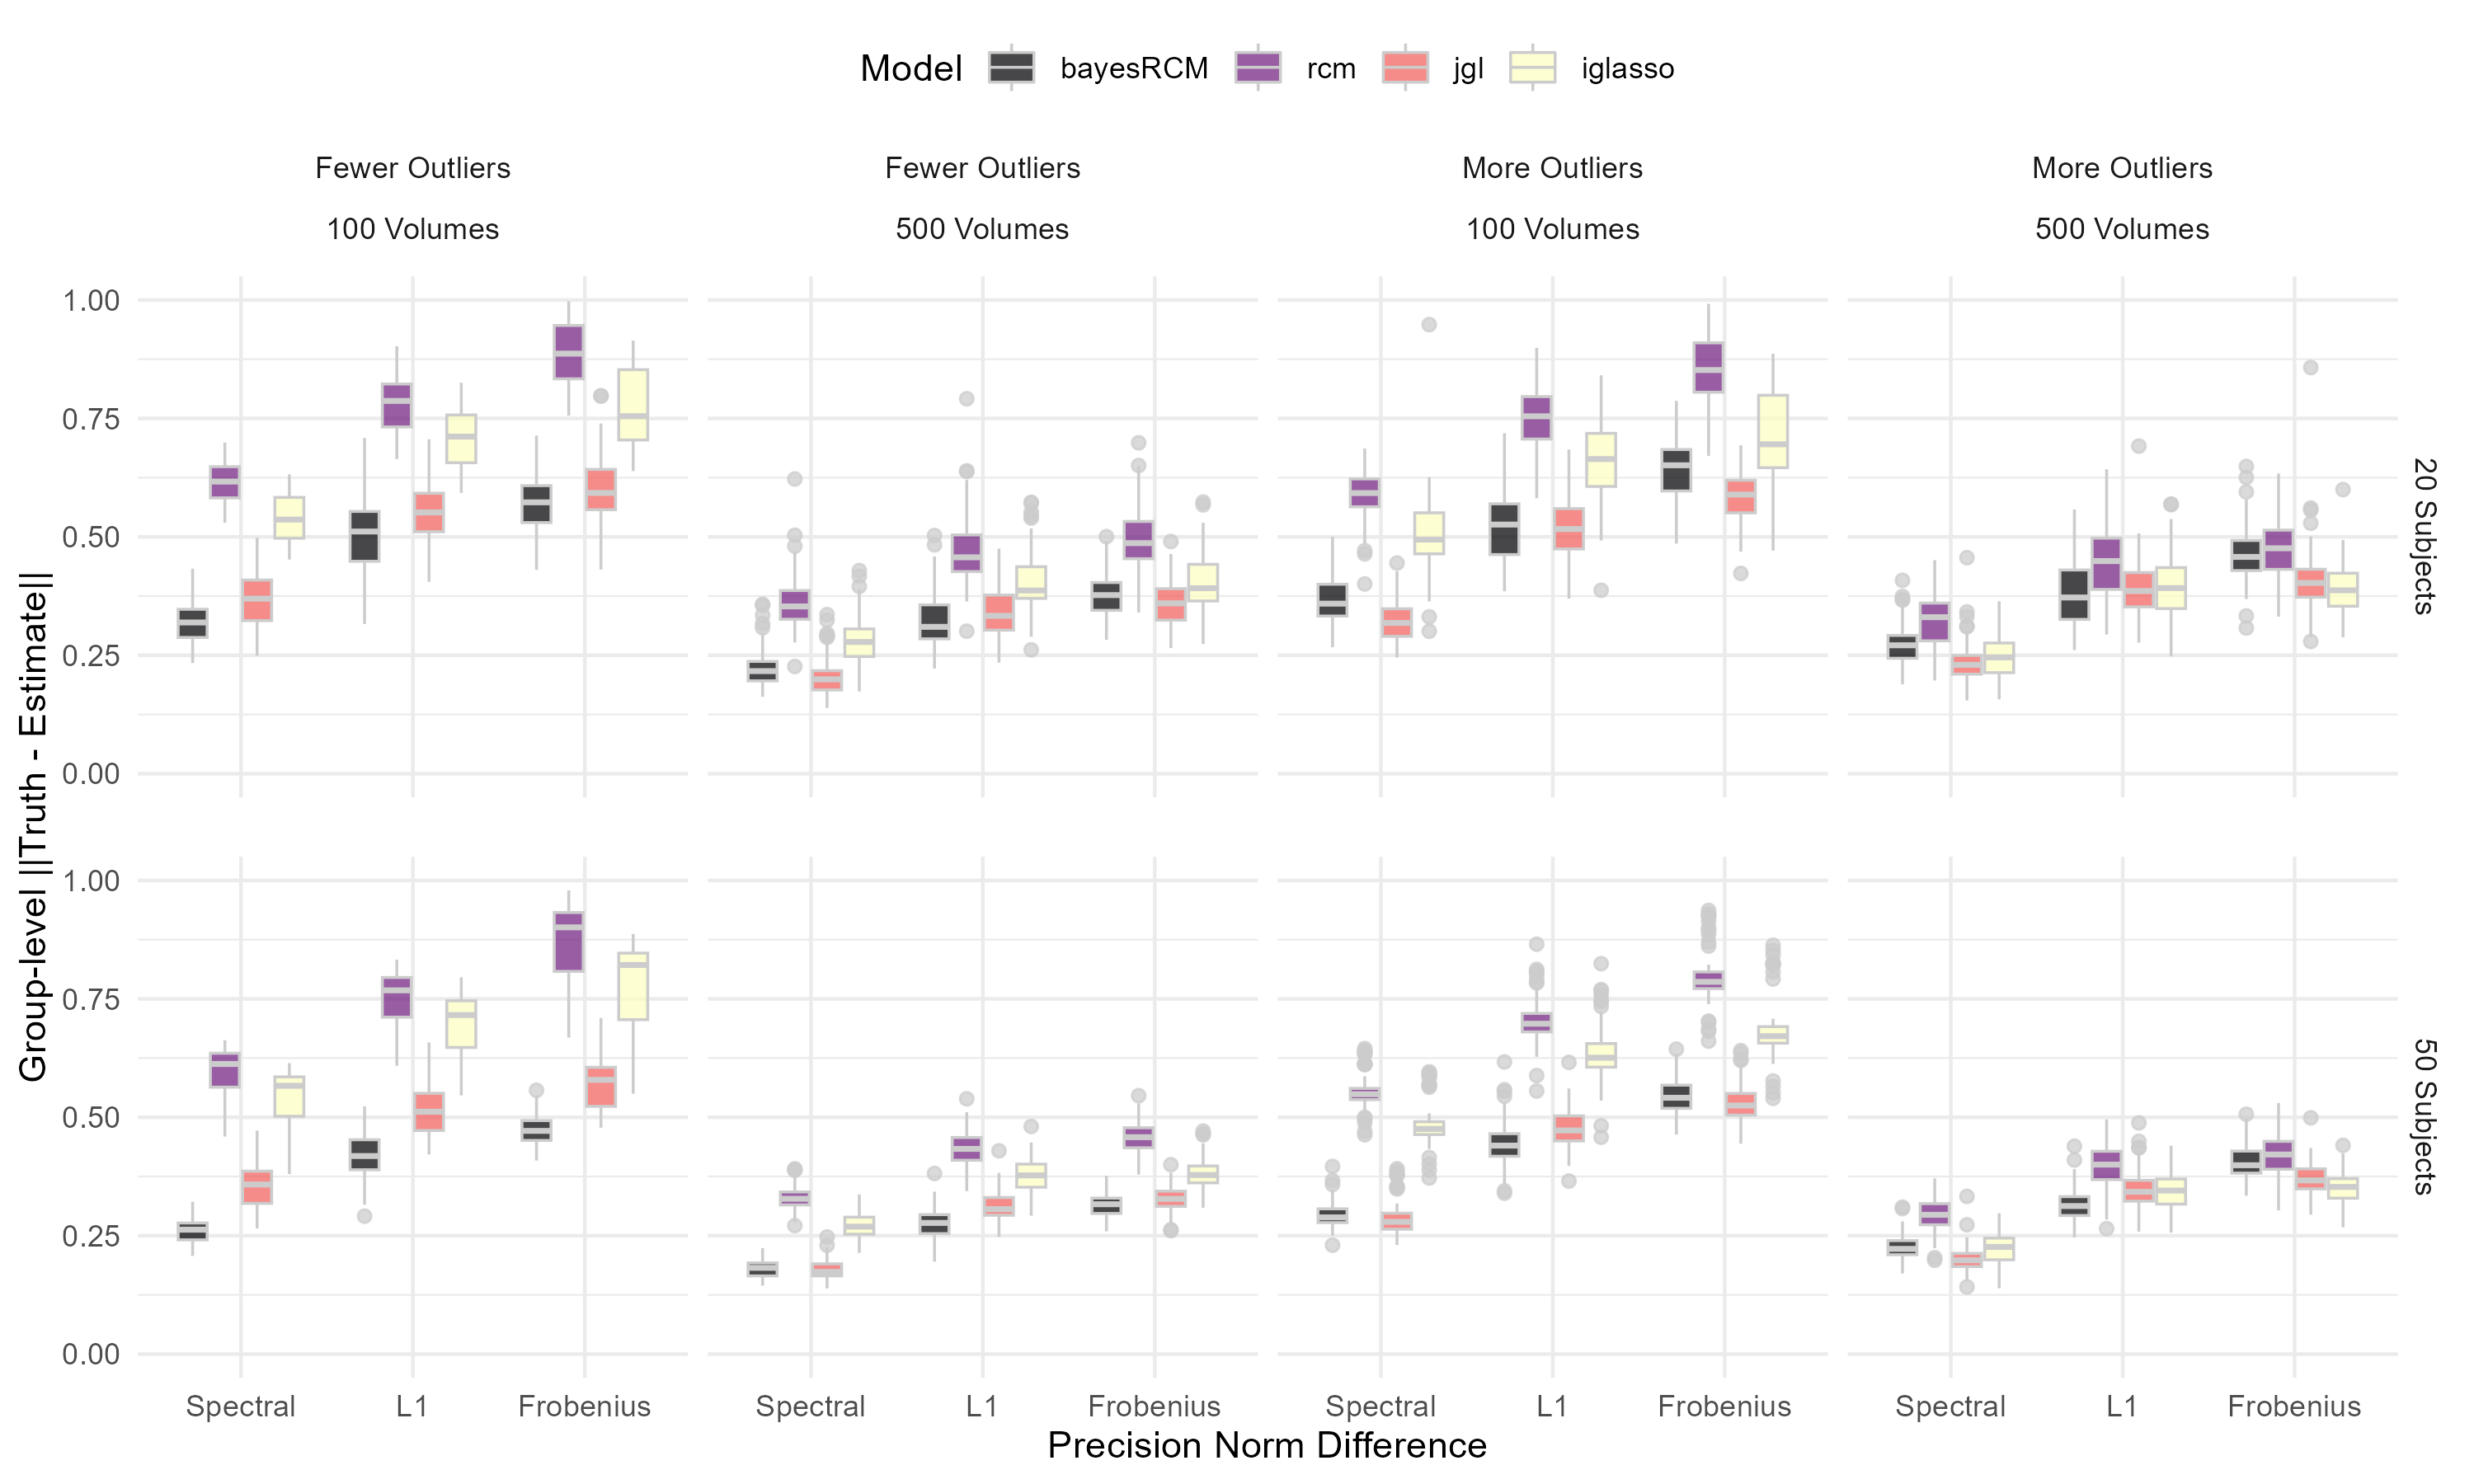 Model bayesRCM rcm jgl iglasso
Fewer Outliers Fewer Outliers More Outliers More Outliers
100 Volumes 500 Volumes 100 Volumes 500 Volumes
1.00
0.75
0.50
0.25
0.00
20 Subjects
Group-level ||Truth - Estimate||
1.00
0.75
0.50
0.25
0.00
50 Subjects
Spectral L1 Frobenius Spectral L1 Frobenius Spectral L1 Frobenius Spectral L1 Frobenius
Precision Norm Difference